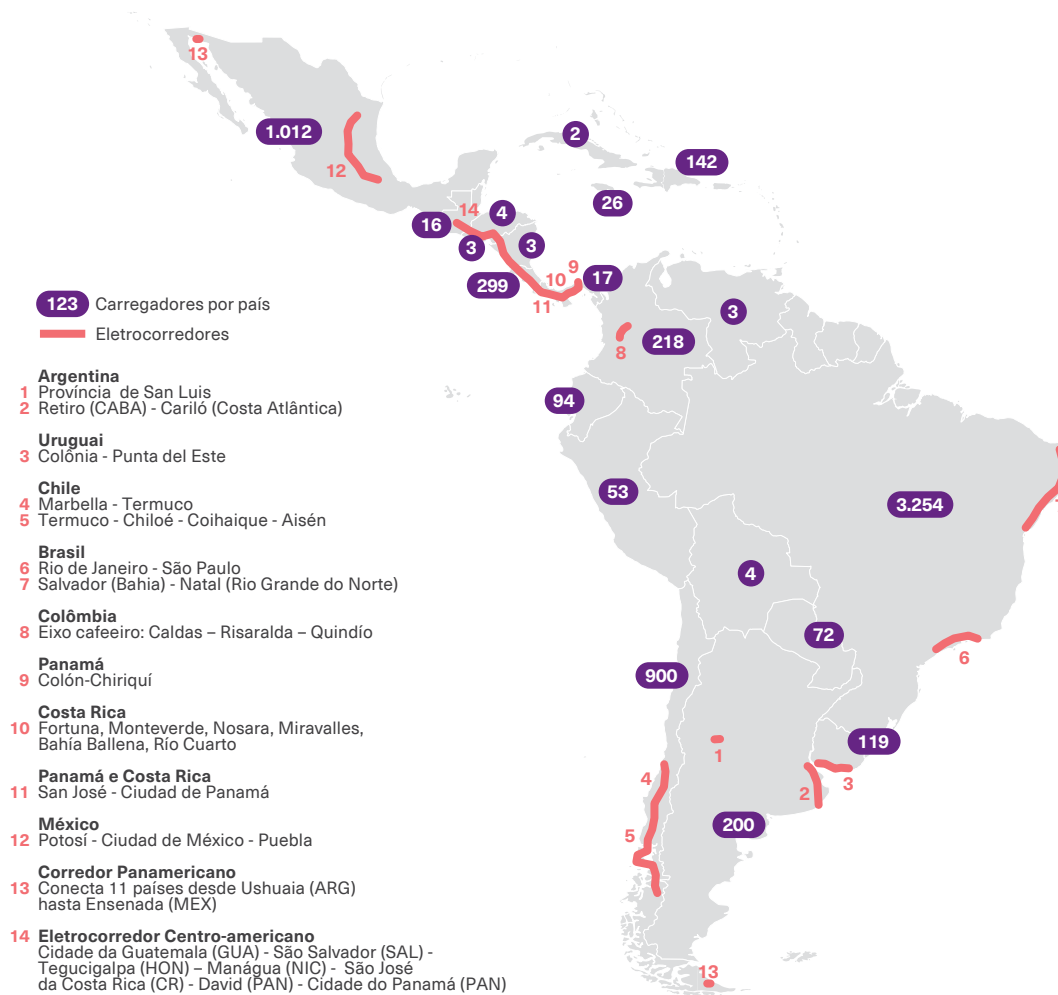 13
1.012
2
142
12
26
14
4
16
3
3
9
17
299
10
11
123 Carregadores por país
3
Eletrocorredores
218
8
Argentina
1 Província de San Luis
2 Retiro (CABA) - Cariló (Costa Atlântica)
94
Uruguai
3 Colônia - Punta del Este
Chile
4 Marbella - Termuco
5 Termuco - Chiloé - Coihaique - Aisén
53
3.254
Brasil
6 Rio de Janeiro - São Paulo
7 Salvador (Bahia) - Natal (Rio Grande do Norte)
4
Colômbia
8 Eixo cafeeiro: Caldas – Risaralda – Quindío
72
6
Panamá
9 Colón-Chiriquí
900
Costa Rica
10 Fortuna, Monteverde, Nosara, Miravalles,
Bahía Ballena, Río Cuarto
119
1
Panamá e Costa Rica
11 San José - Ciudad de Panamá
4
2
3
México
12 Potosí - Ciudad de México - Puebla
5
200
Corredor Panamericano
13 Conecta 11 países desde Ushuaia (ARG)
hasta Ensenada (MEX)
14 Eletrocorredor Centro-americano
Cidade da Guatemala (GUA) - São Salvador (SAL) -
Tegucigalpa (HON) – Manágua (NIC) - São José
da Costa Rica (CR) - David (PAN) - Cidade do Panamá (PAN)
13